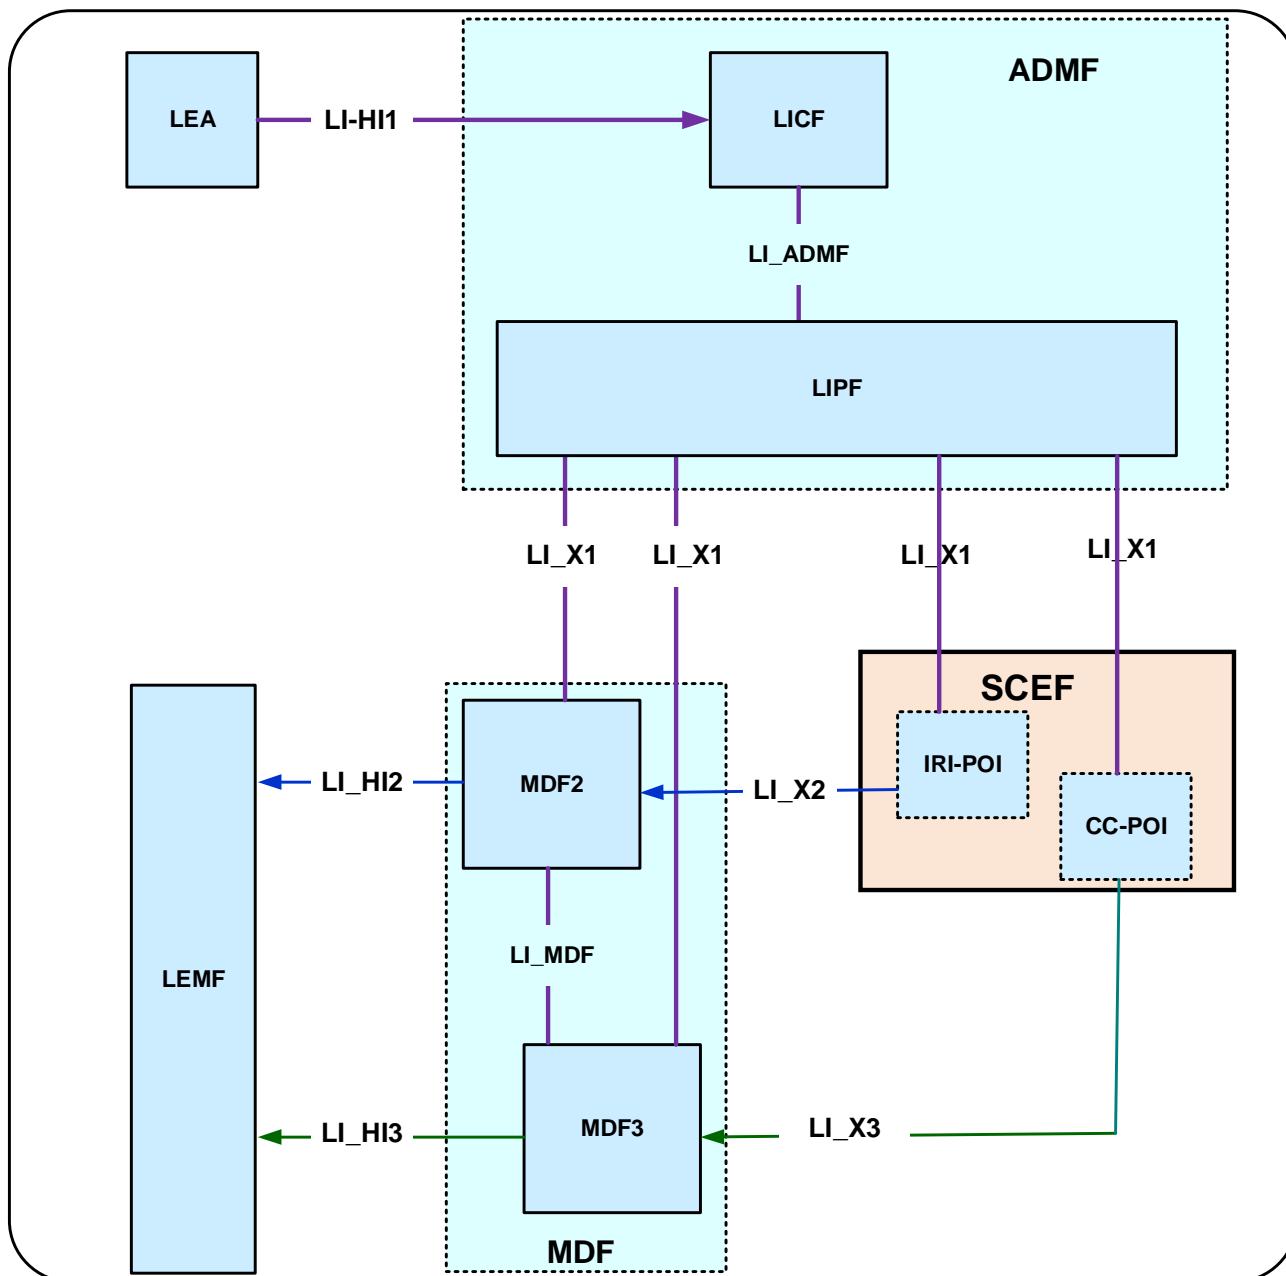 ADMF
LEA
LI-HI1
LICF
LI_ADMF
LIPF
LI_X1
LI_X1
LI_X1
LI_X1
SCEF
IRI-POI
MDF2
LI_HI2
LI_X2
CC-POI
LI_MDF
LEMF
MDF3
LI_HI3
LI_X3
MDF